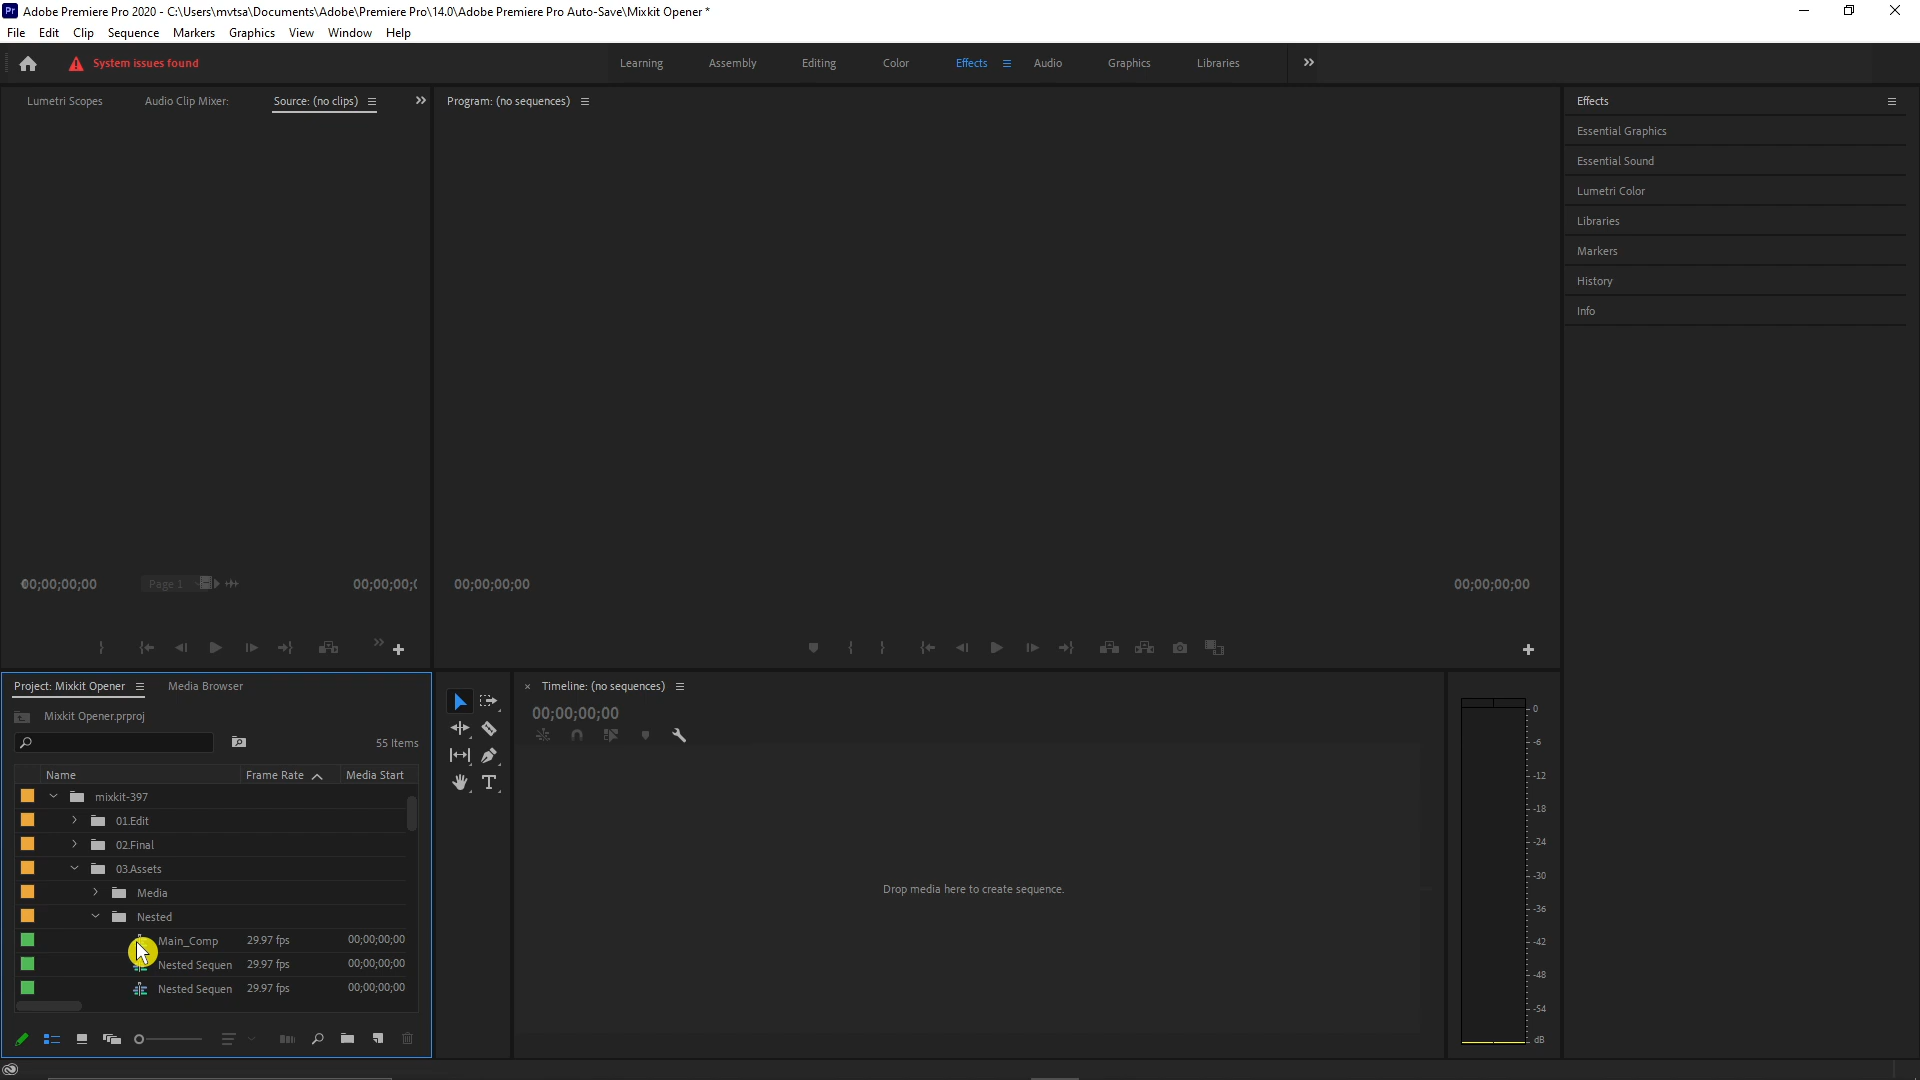 Adobe Premiere Pro 2020 - C:\Users\mvtsa\Documents\Adobe\Premiere Pro\14.0\Adobe Premiere Pro Auto-Save\Mixkit Opener *
File Edit Clip Sequence Markers Graphics View Window Help
System issues found
Learning Assembly Editing Color Effects Audio Graphics Libraries
Lumetri Scopes Audio Clip Mixer: Source: (no clips)
Program: (no sequences)
Effects
Essential Graphics
Essential Sound
Lumetri Color
Libraries
Markers
History
Info
00;00;00;00 Page 1 00;00;00;
00;00;00;00 00;00;00;00
Project: Mixkit Opener Media Browser
Mixkit Opener.prproj
55 Items
Name Frame Rate Media Start
mixkit-397
01.Edit
02.Final
03.Assets
Media
Nested
Main_Comp 29.97 fps 00;00;00;00
Nested Sequen 29.97 fps 00;00;00;00
Nested Sequen 29.97 fps 00;00;00;00
Timeline: (no sequences)
00;00;00;00
Drop media here to create sequence.
0
-6
-12
-18
-24
-30
-36
-42
-48
-54
dB